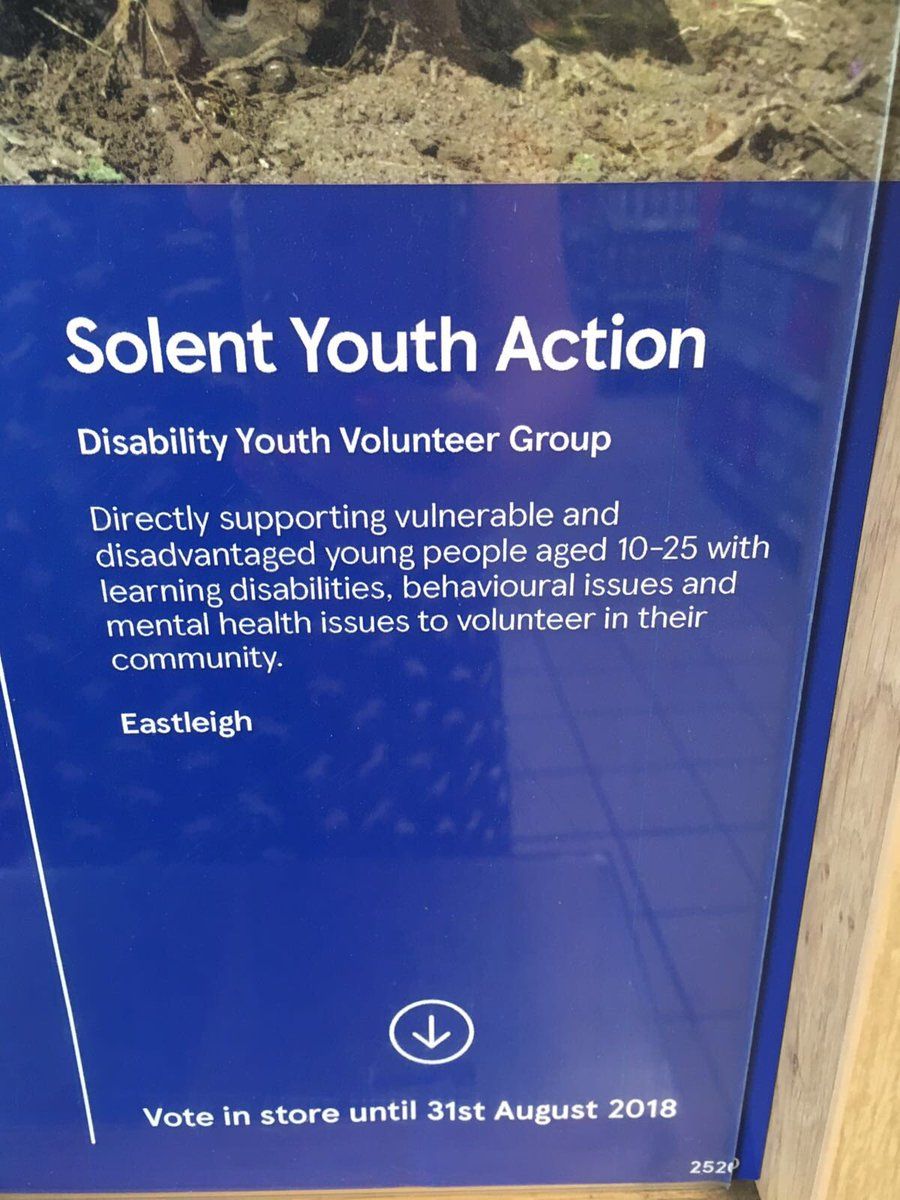 Solent Youth Action
Disability Youth Volunteer Group
Directly supporting vulnerable and
disadvantaged young people aged 10-25 with
learning disabilities, behavioural issues and
mental health issues to volunteer in their
community.
Eastleigh
Vote in store until 31st August 2018